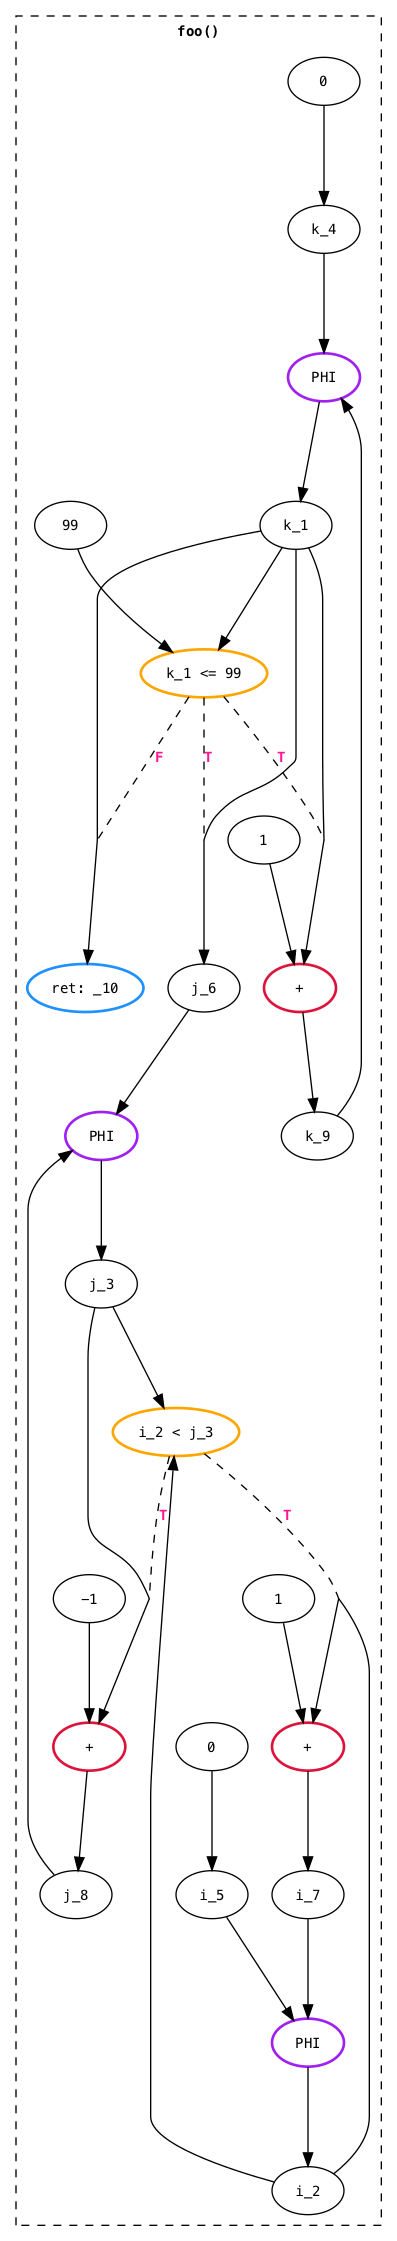 foo()
0
k_4
PHI
99
k_1
k_1 <= 99
F
T
T
1
ret: _10
j_6
+
PHI
k_9
j_3
i_2 < j_3
T
T
−1
1
+
0
+
j_8
i_5
i_7
PHI
i_2